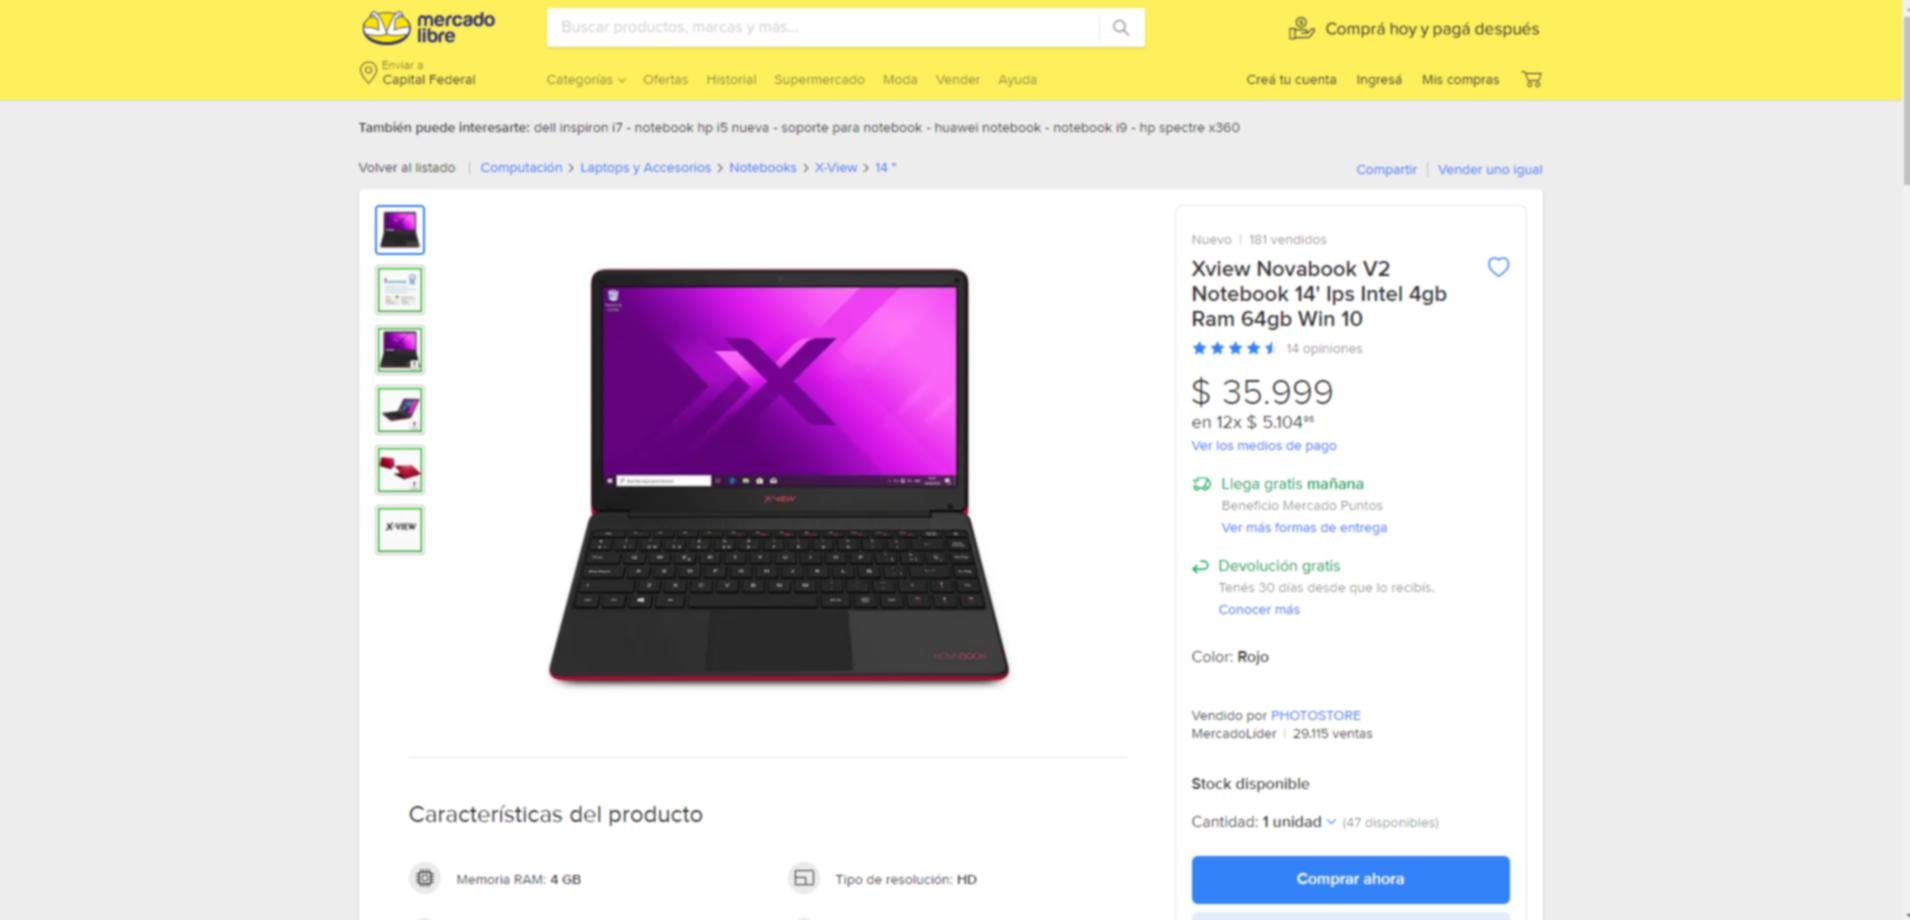 mercado
libre
Buscar productos, marcas y más...
Comprá hoy y pagá después
Enviar a
Capital Federal
Categorías
Ofertas
Historial
Supermercado
Moda
Vender
Ayuda
Creá tu cuenta
Ingresá
Mis compras
También puede interesarte: dell inspiron i7 - notebook hp i5 nueva - soporte para notebook - huawei notebook - notebook i9 - hp spectre x360
Volver al listado | Computación > Laptops y Accesorios > Notebooks > X-View > 14 "
Compartir | Vender uno igual
X-VIEW
X-VIEW
NOVABOOK
Nuevo | 181 vendidos
Xview Novabook V2
Notebook 14' Ips Intel 4gb
Ram 64gb Win 10
14 opiniones
$ 35.999
en 12x $ 5.104
Ver los medios de pago
Llega gratis mañana
Beneficio Mercado Puntos
Ver más formas de entrega
Devolución gratis
Tenés 30 días desde que lo recibís.
Conocer más
Color: Rojo
Vendido por PHOTOSTORE
MercadoLíder | 29.115 ventas
Stock disponible
Cantidad: 1 unidad (47 disponibles)
Comprar ahora
Características del producto
Memoria RAM: 4 GB
Tipo de resolución: HD